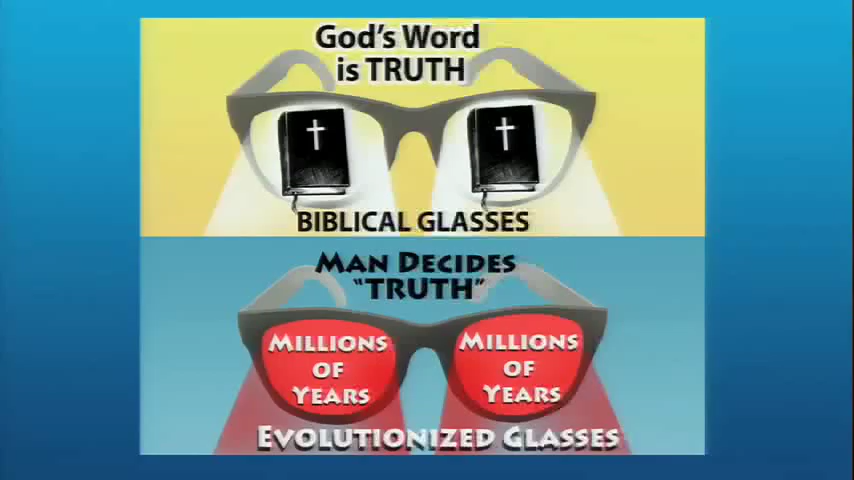 God's Word
is TRUTH
BIBLICAL GLASSES
MAN DECIDES
"TRUTH"
MILLIONS
OF
YEARS
MILLIONS
OF
YEARS
EVOLUTIONIZED GLASSES